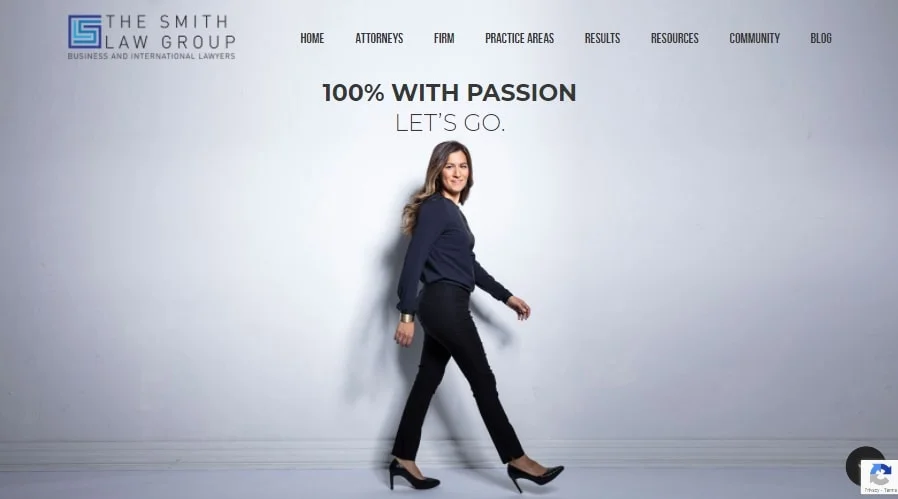 THE SMITH
LAW GROUP
BUSINESS AND INTERNATIONAL LAWYERS
HOME ATTORNEYS FIRM PRACTICE AREAS RESULTS RESOURCES COMMUNITY BLOG
100% WITH PASSION
LET'S GO.
Privacy - Terms